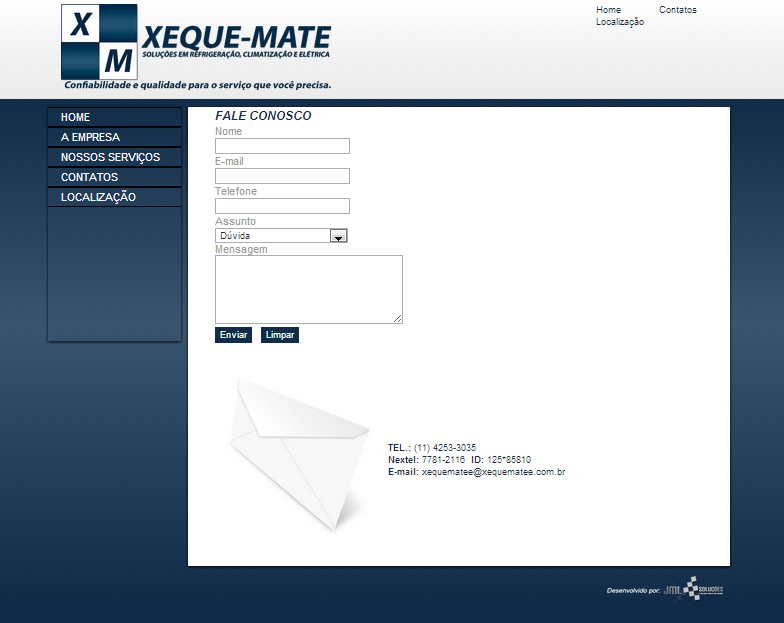 X
M
XEQUE-MATE
SOLUÇÕES EM REFRIGERAÇÃO, CLIMATIZAÇÃO E ELÉTRICA
Confiabilidade e qualidade para o serviço que você precisa.
Home Contatos
Localização
HOME
A EMPRESA
NOSSOS SERVIÇOS
CONTATOS
LOCALIZAÇÃO
FALE CONOSCO
Nome
E-mail
Telefone
Assunto
Dúvida
Mensagem
Enviar Limpar
TEL.: (11) 4253-3035
Nextel: 7781-2116 ID: 125*85810
E-mail: xequematee@xequematee.com.br
Desenvolvido por: JML SOLUÇÕES